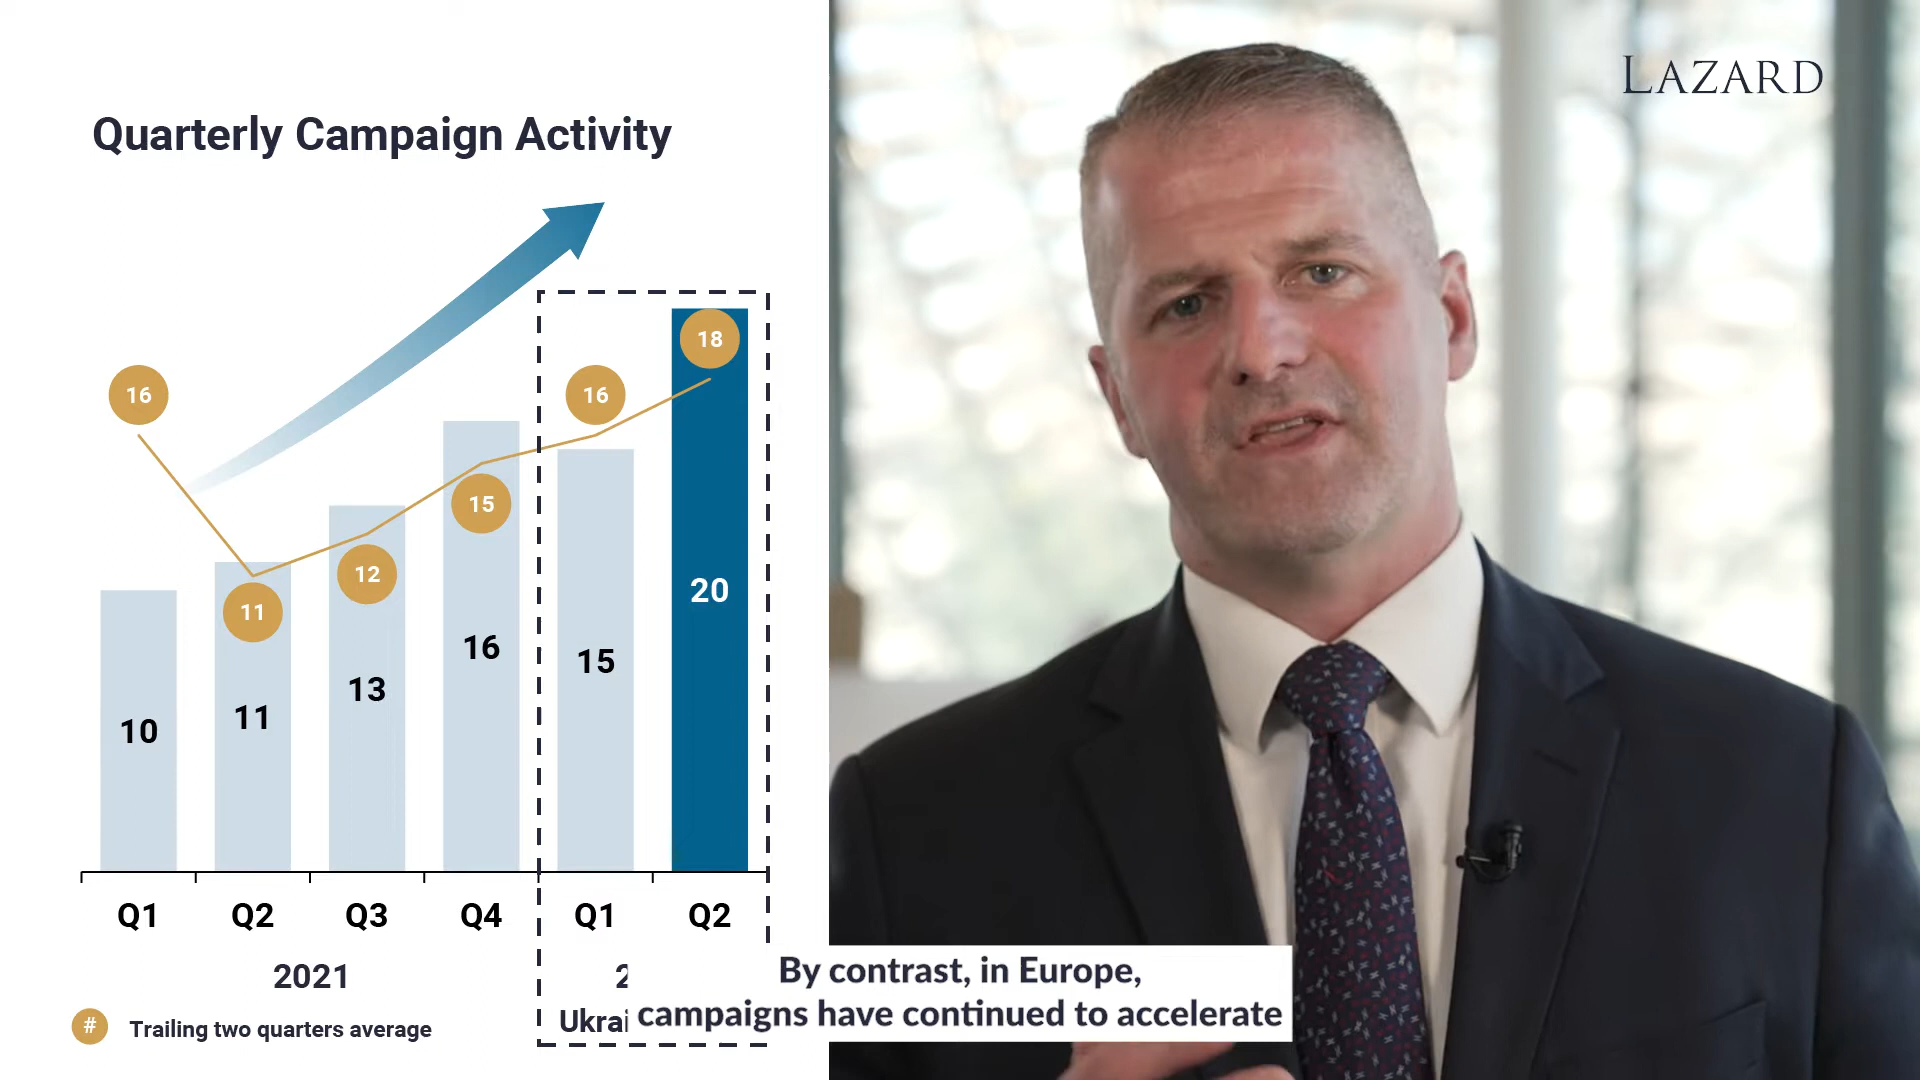 Quarterly Campaign Activity
LAZARD
16
11
12
15
16
18
10
11
13
16
15
20
Q1 Q2 Q3 Q4 Q1 Q2
2021
# Trailing two quarters average
By contrast, in Europe,
campaigns have continued to accelerate